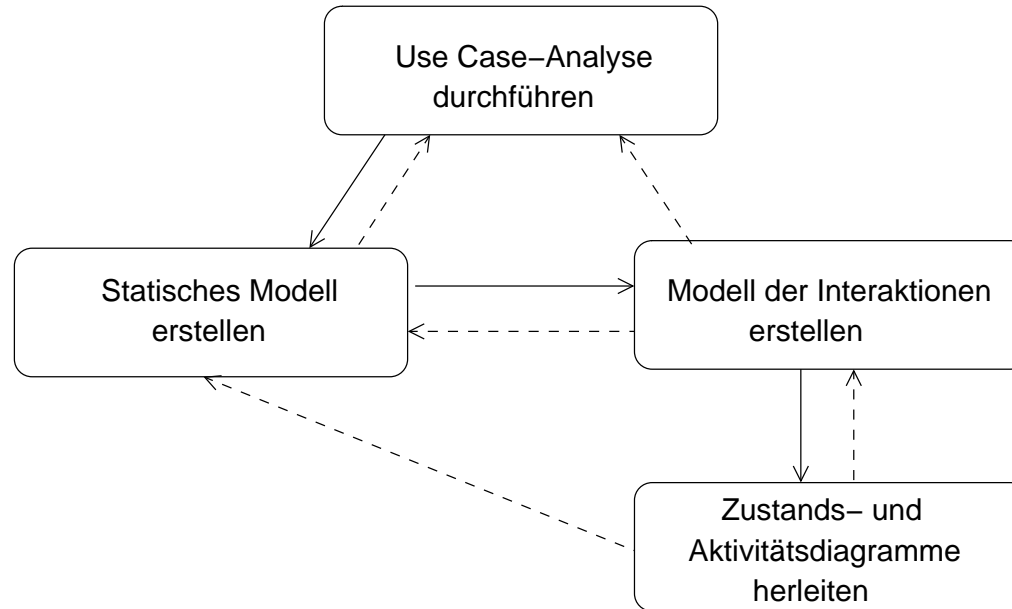 Use Case−Analyse
durchführen
Statisches Modell
erstellen
Modell der Interaktionen
erstellen
Zustands− und
Aktivitätsdiagramme
herleiten